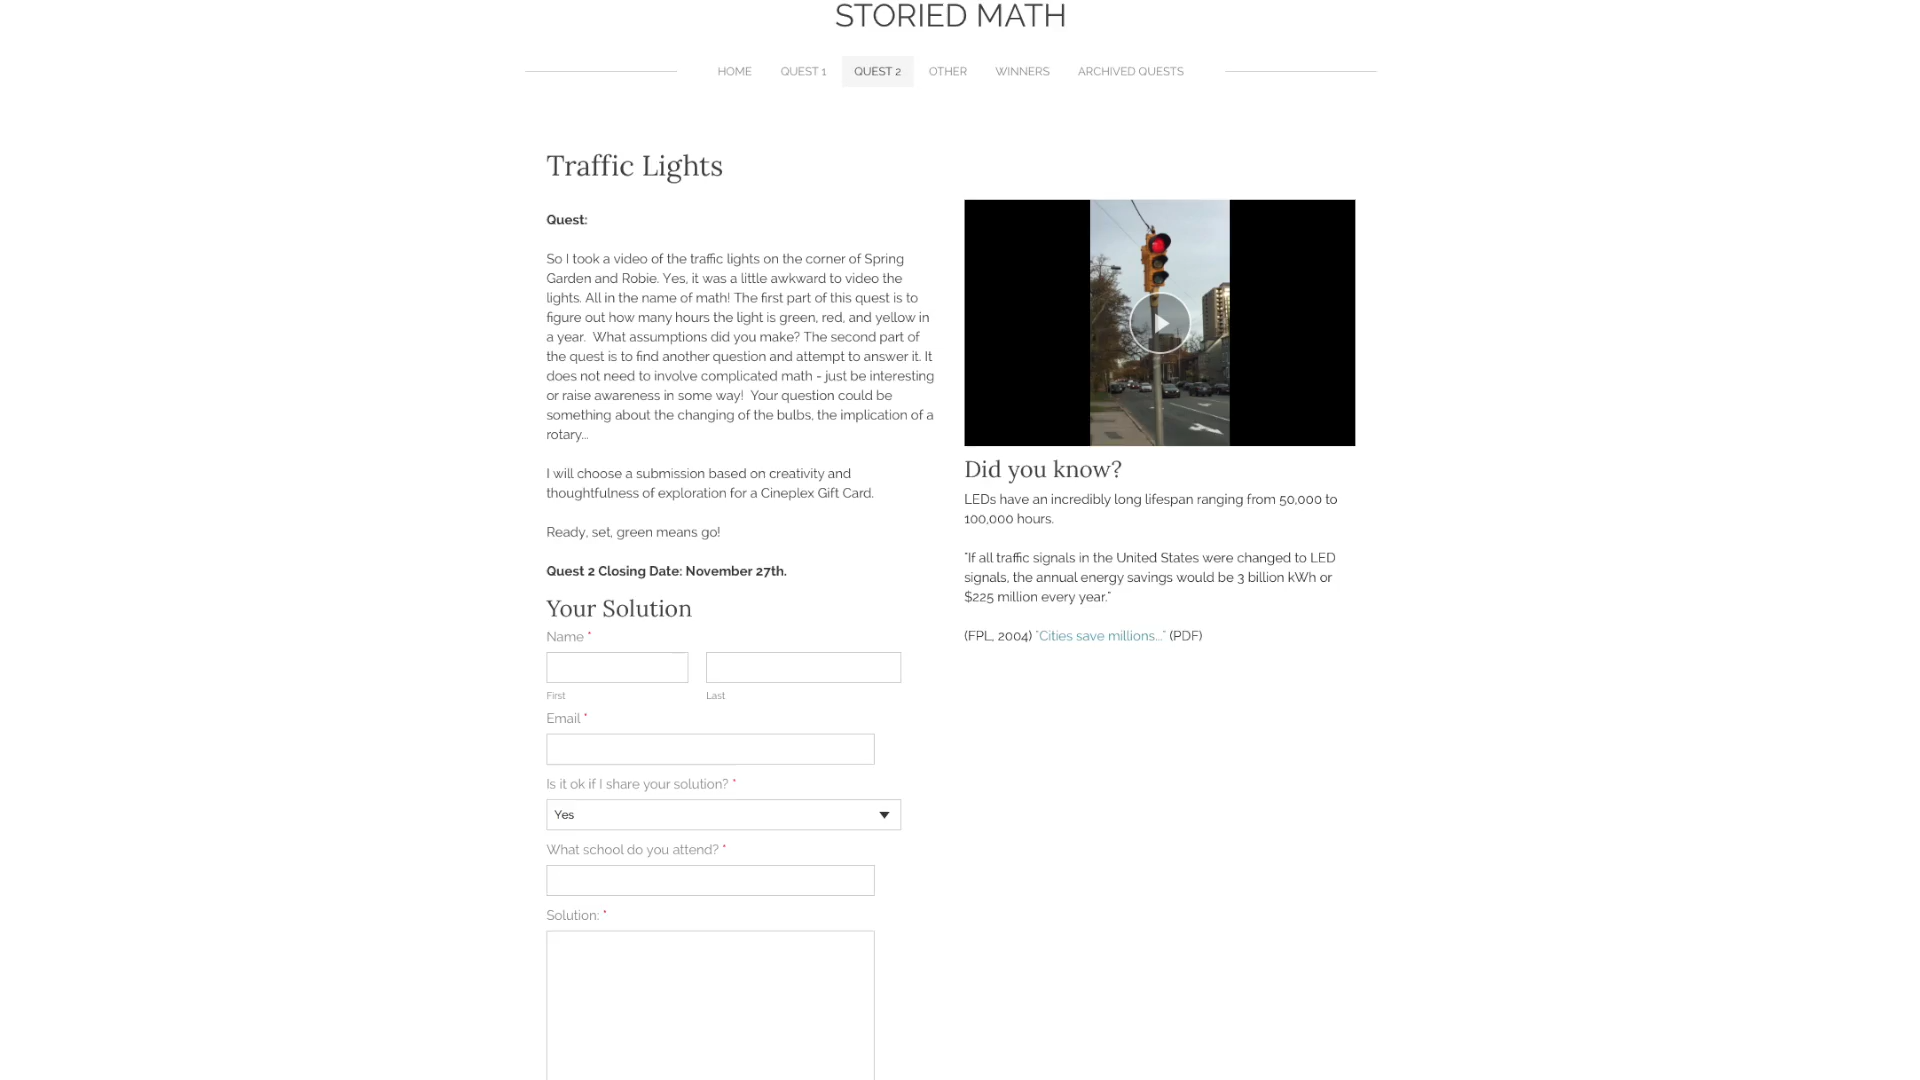 STORIED MATH
HOME QUEST 1 QUEST 2 OTHER WINNERS ARCHIVED QUESTS
Traffic Lights
Quest:
So I took a video of the traffic lights on the corner of Spring
Garden and Robie. Yes, it was a little awkward to video the
lights. All in the name of math! The first part of this quest is to
figure out how many hours the light is green, red, and yellow in
a year.  What assumptions did you make? The second part of
the quest is to find another question and attempt to answer it. It
does not need to involve complicated math - just be interesting
or raise awareness in some way!  Your question could be
something about the changing of the bulbs, the implication of a
rotary...
I will choose a submission based on creativity and
thoughtfulness of exploration for a Cineplex Gift Card.
Ready, set, green means go!
Quest 2 Closing Date: November 27th.
Your Solution
Name *
First Last
Email *
Is it ok if I share your solution? *
Yes
What school do you attend? *
Solution: *
Did you know?
LEDs have an incredibly long lifespan ranging from 50,000 to
100,000 hours.
"If all traffic signals in the United States were changed to LED
signals, the annual energy savings would be 3 billion kWh or
$225 million every year."
(FPL, 2004) "Cities save millions..." (PDF)